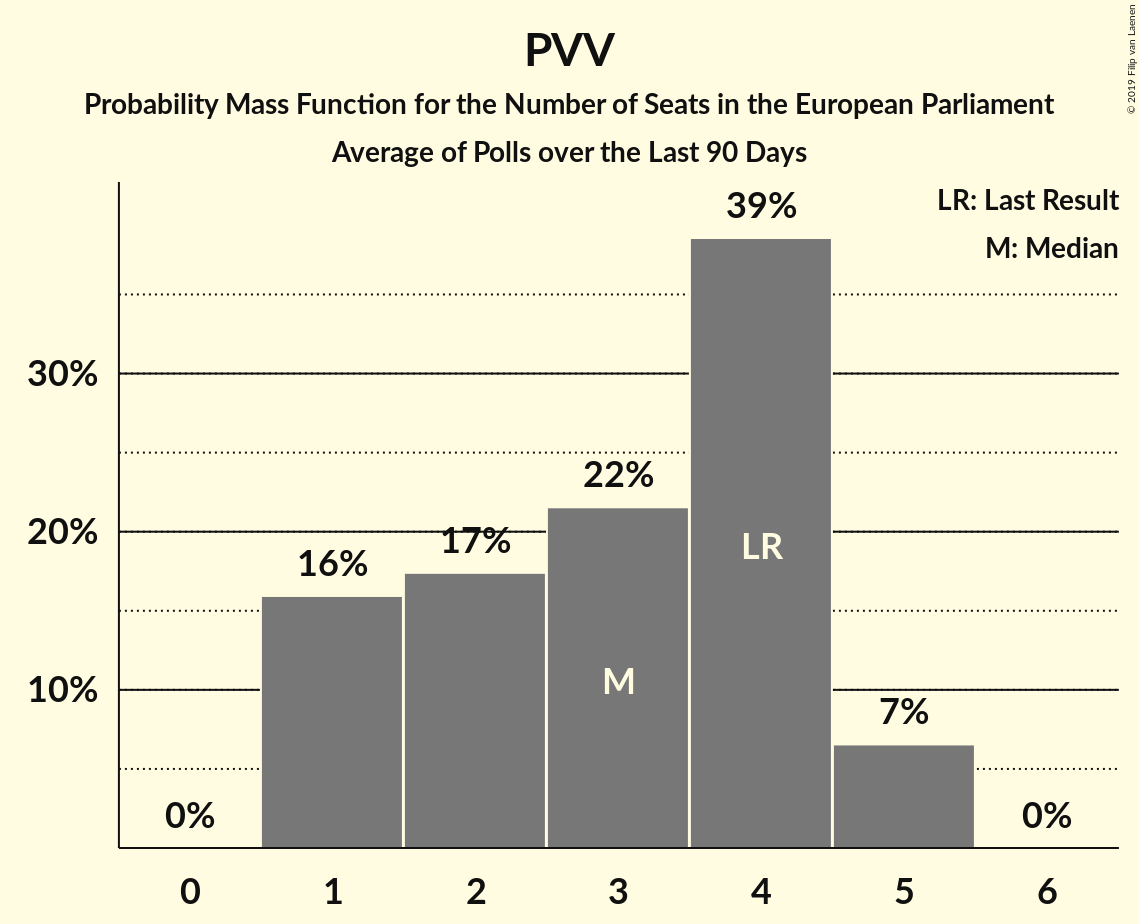 PVV
Probability Mass Function for the Number of Seats in the European Parliament
Average of Polls over the Last 90 Days
© 2019 Filip van Laenen
LR: Last Result
M: Median
39%
30%
22%
20%
17%
16%
LR
M
10%
7%
0%
0%
0 1 2 3 4 5 6